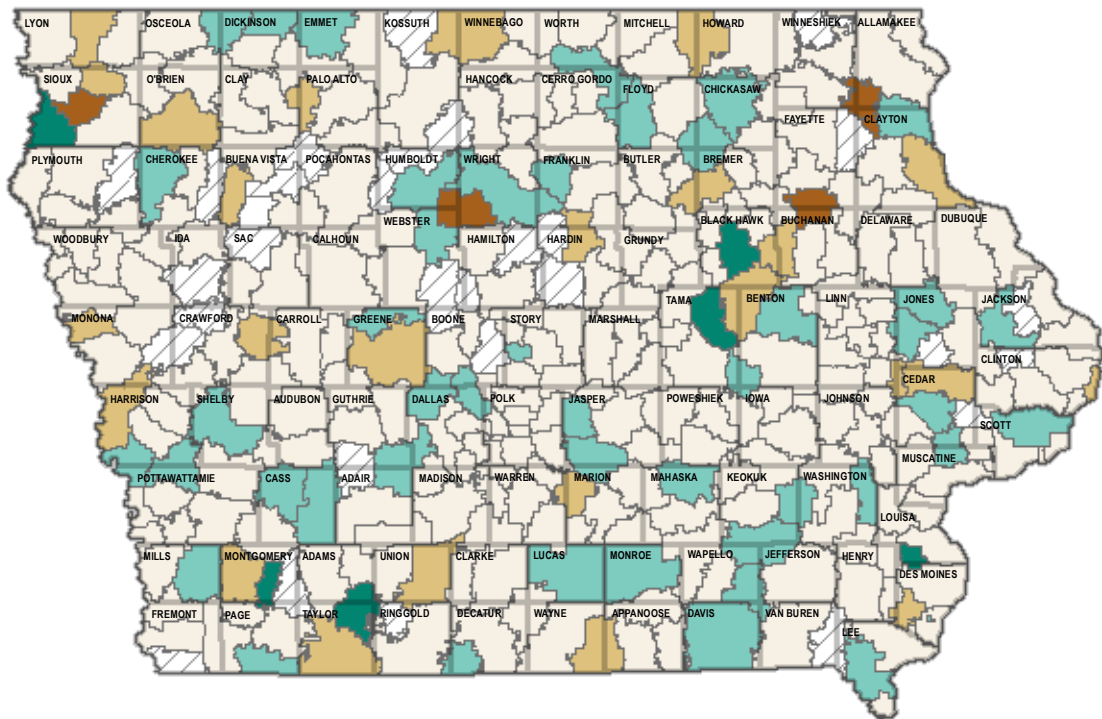 LYON OSCEOLA DICKINSON EMMET KOSSUTH WINNEBAGO WORTH MITCHELL HOWARD WINNESHIEK ALLAMAKEE
SIOUX O'BRIEN CLAY PALO ALTO HANCOCK CERRO GORDO FLOYD CHICKASAW
FAYETTE CLAYTON
PLYMOUTH CHEROKEE BUENA VISTA POCAHONTAS HUMBOLDT WRIGHT FRANKLIN BUTLER BREMER
WEBSTER BLACK HAWK BUCHANAN DELAWARE DUBUQUE
WOODBURY IDA SAC CALHOUN HAMILTON HARDIN GRUNDY
TAMA BENTON LINN JONES JACKSON
MONONA CRAWFORD CARROLL GREENE BOONE STORY MARSHALL
CLINTON
CEDAR
HARRISON SHELBY AUDUBON GUTHRIE DALLAS POLK JASPER POWESHIEK IOWA JOHNSON
SCOTT
MUSCATINE
POTTAWATTAMIE CASS ADAIR MADISON WARREN MARION MAHASKA KEOKUK WASHINGTON
LOUISA
MILLS MONTGOMERY ADAMS UNION CLARKE LUCAS MONROE WAPELLO JEFFERSON HENRY
DES MOINES
FREMONT PAGE TAYLOR RINGGOLD DECATUR WAYNE APPANOOSE DAVIS VAN BUREN
LEE